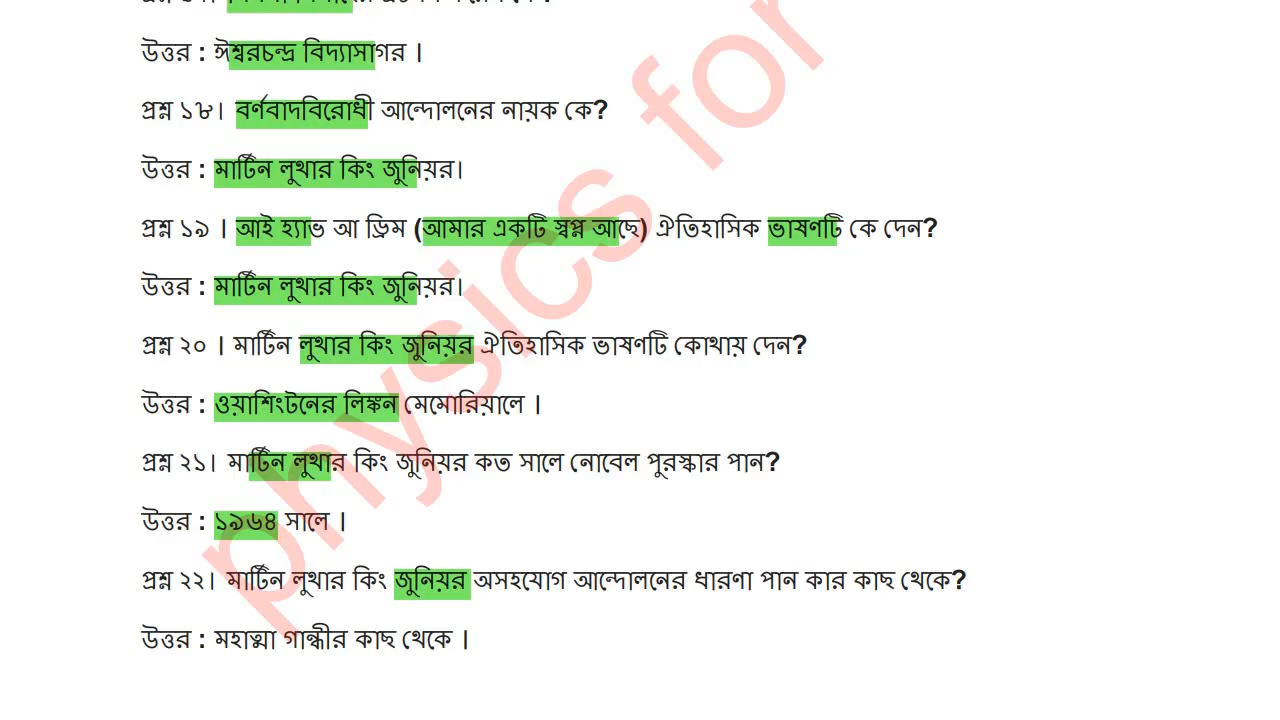 উত্তর : ঈশ্বরচন্দ্র বিদ্যাসাগর ।
প্রশ্ন ১৮। বর্ণবাদবিরোধী আন্দোলনের নায়ক কে?
উত্তর : মার্টিন লুথার কিং জুনিয়র।
প্রশ্ন ১৯ । আই হ্যাভ আ ড্রিম (আমার একটি স্বপ্ন আছে) ঐতিহাসিক ভাষণটি কে দেন?
উত্তর : মার্টিন লুথার কিং জুনিয়র।
প্রশ্ন ২০ । মার্টিন লুথার কিং জুনিয়র ঐতিহাসিক ভাষণটি কোথায় দেন?
উত্তর : ওয়াশিংটনের লিঙ্কন মেমোরিয়ালে ।
প্রশ্ন ২১। মার্টিন লুথার কিং জুনিয়র কত সালে নোবেল পুরস্কার পান?
উত্তর : ১৯৬৪ সালে ।
প্রশ্ন ২২। মার্টিন লুথার কিং জুনিয়র অসহযোগ আন্দোলনের ধারণা পান কার কাছ থেকে?
উত্তর : মহাত্মা গান্ধীর কাছ থেকে ।
physics for